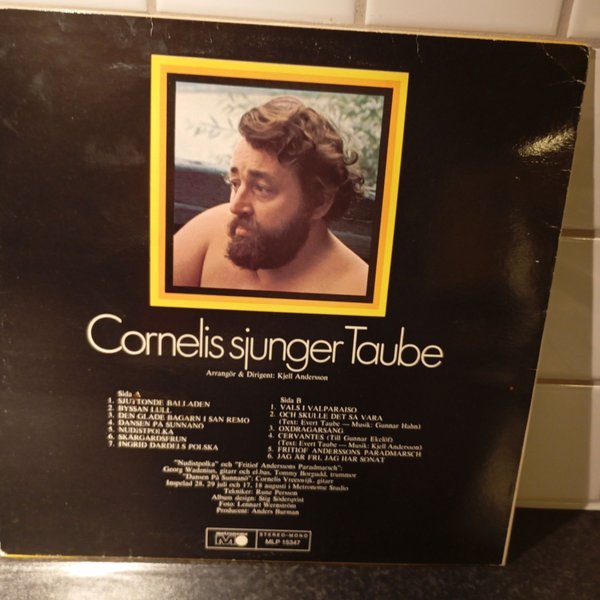 Cornelis sjunger Taube
Arrangör & Dirigent: Kjell Andersson
Sida A
1. SJUTTONDE BALLADEN
2. BYSSAN LULL
3. DEN GLADE BAGARN I SAN REMO
4. DANSEN PÅ SUNNANÖ
5. NUDISTPOLKA
6. SKÄRGÅRDSFRUN
7. INGRID DARDELS POLSKA
Sida B
1. VALS I VALPARAISO
2. OCH SKULLE DET SÅ VARA
(Text: Evert Taube — Musik: Gunnar Hahn)
3. OXDRAGARSÅNG
4. CERVANTES (Till Gunnar Ekelöf)
(Text: Evert Taube — Musik: Kjell Andersson)
5. FRITIOF ANDERSSONS PARADMARSCH
6. JAG ÄR FRI, JAG HAR SONAT
"Nudistpolka" och "Fritiof Anderssons Paradmarsch":
Georg Wadenius, gitarr och el.bas, Tommy Borgudd, trummor
"Dansen På Sunnanö": Cornelis Vreeswijk, gitarr
Inspelad 28, 29 juli och 17, 18 augusti i Metronome Studio
Tekniker: Rune Persson
Album design: Stig Söderqvist
Foto: Lennart Wernström
Producent: Anders Burman
metronome
STEREO-MONO
MLP 15347